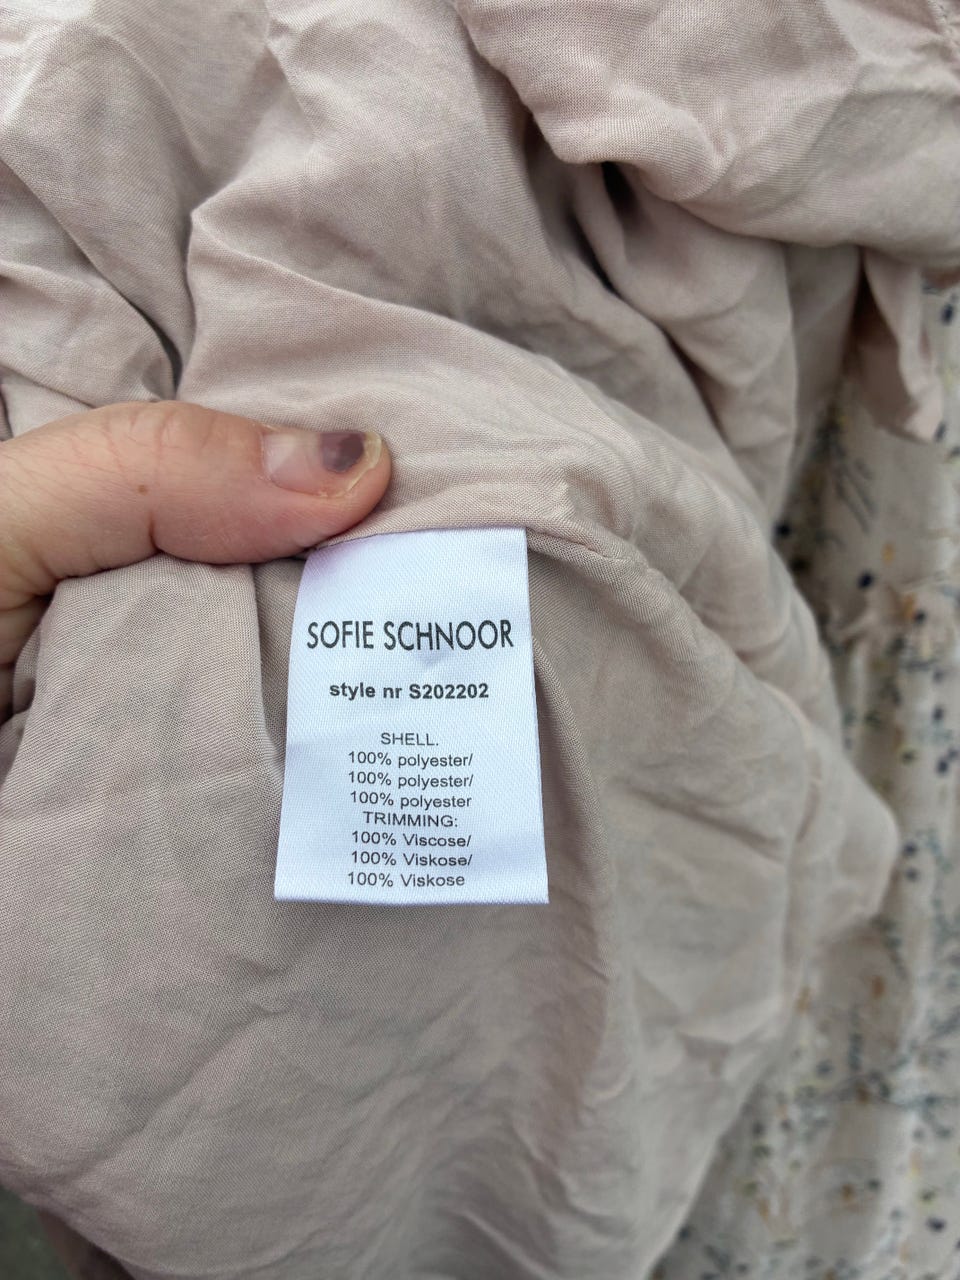 SOFIE SCHNOOR
style nr S202202
SHELL.
100% polyester/
100% polyester/
100% polyester
TRIMMING:
100% Viscose/
100% Viskose/
100% Viskose